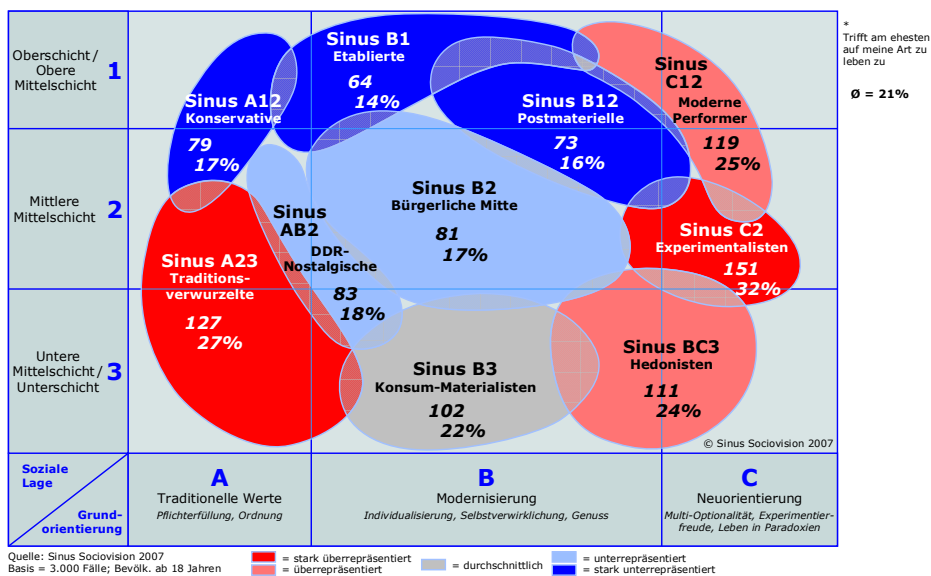 Oberschicht /
Obere
Mittelschicht
1
Mittlere
Mittelschicht
2
Untere
Mittelschicht /
Unterschicht
3
Sinus B1
Etablierte
64
14%
Sinus A12
Konservative
79
17%
Sinus B12
Postmaterielle
73
16%
Sinus
C12
Moderne
Performer
119
25%
Sinus B2
Bürgerliche Mitte
81
17%
Sinus
AB2
DDR-
Nostalgische
83
18%
Sinus A23
Traditions-
verwurzelte
127
27%
Sinus C2
Experimentalisten
151
32%
Sinus B3
Konsum-Materialisten
102
22%
Sinus BC3
Hedonisten
111
24%
© Sinus Sociovision 2007
*
Trifft am ehesten
auf meine Art zu
leben zu
Ø = 21%
Soziale
Lage
Grund-
orientierung
A
Traditionelle Werte
Pflichterfüllung, Ordnung
B
Modernisierung
Individualisierung, Selbstverwirklichung, Genuss
C
Neuorientierung
Multi-Optionalität, Experimentier-
freude, Leben in Paradoxien
Quelle: Sinus Sociovision 2007
Basis = 3.000 Fälle; Bevölk. ab 18 Jahren
= stark überrepräsentiert
= überrepräsentiert
= durchschnittlich
= unterrepräsentiert
= stark unterrepräsentiert